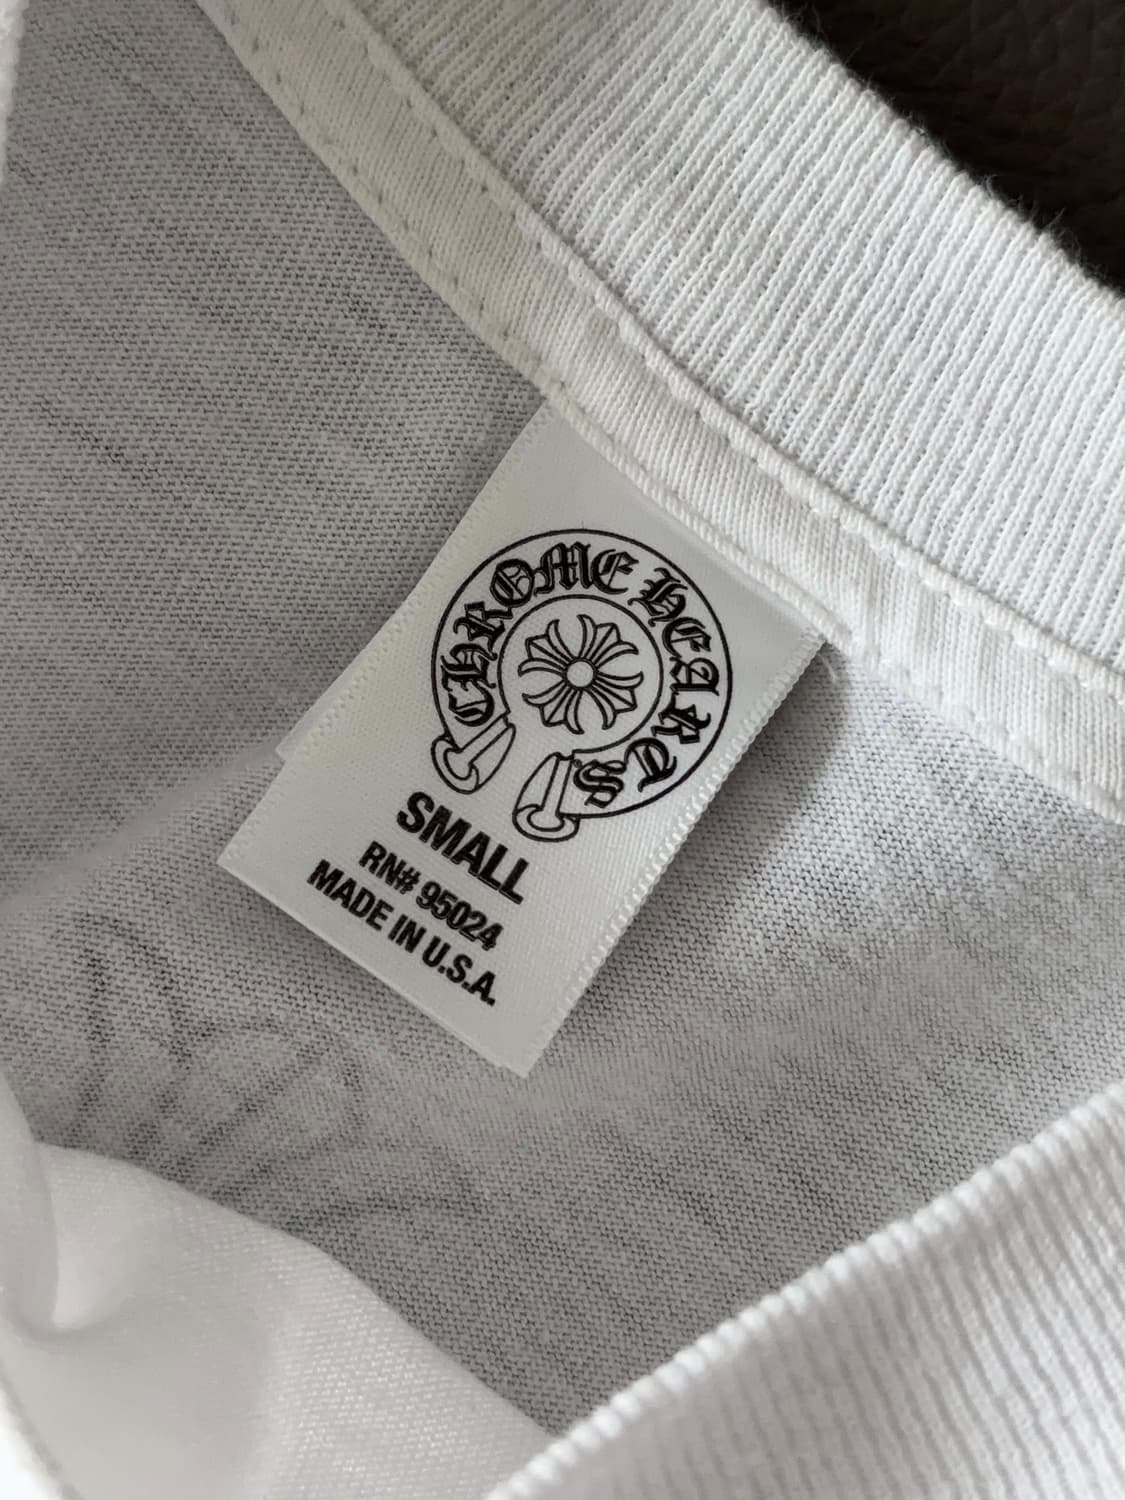 CHROME HEARTS
SMALL
RN# 95024
MADE IN U.S.A.